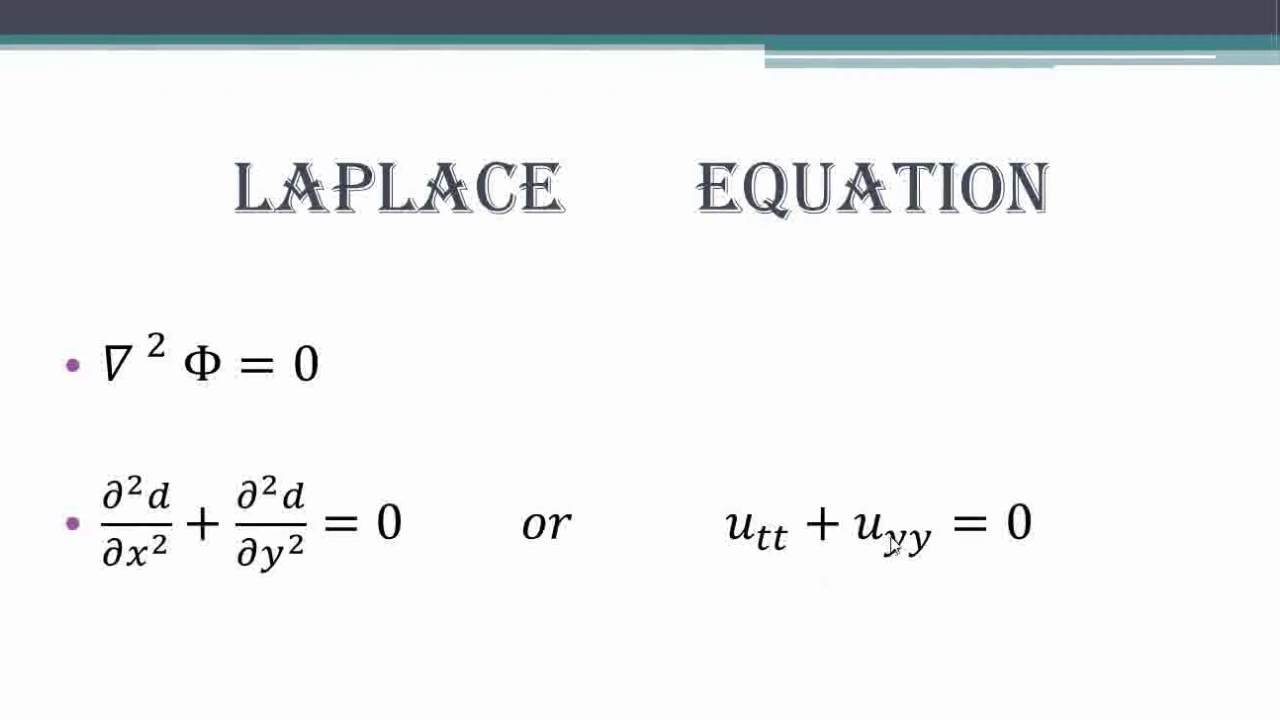 LAPLACE EQUATION
• ∇ ² Φ = 0
• ∂²d/∂x² + ∂²d/∂y² = 0 or u_tt + u_yy = 0